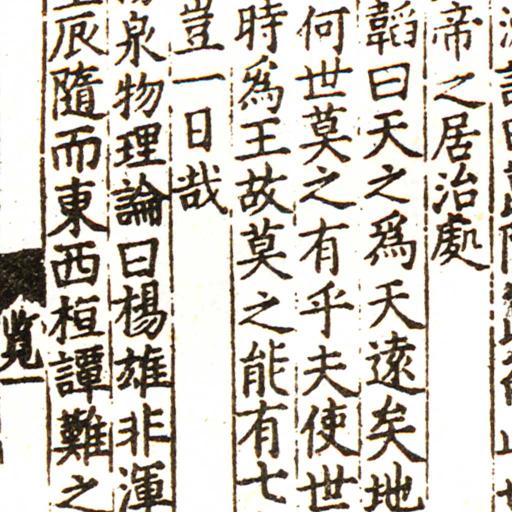 帝之居治處
韜曰天之爲天遠矣地
何世莫之有乎夫使世
時爲王故莫之能有七
豈一日哉
泉物理論曰楊雄非渾
辰隨而東西桓譚難之
覽